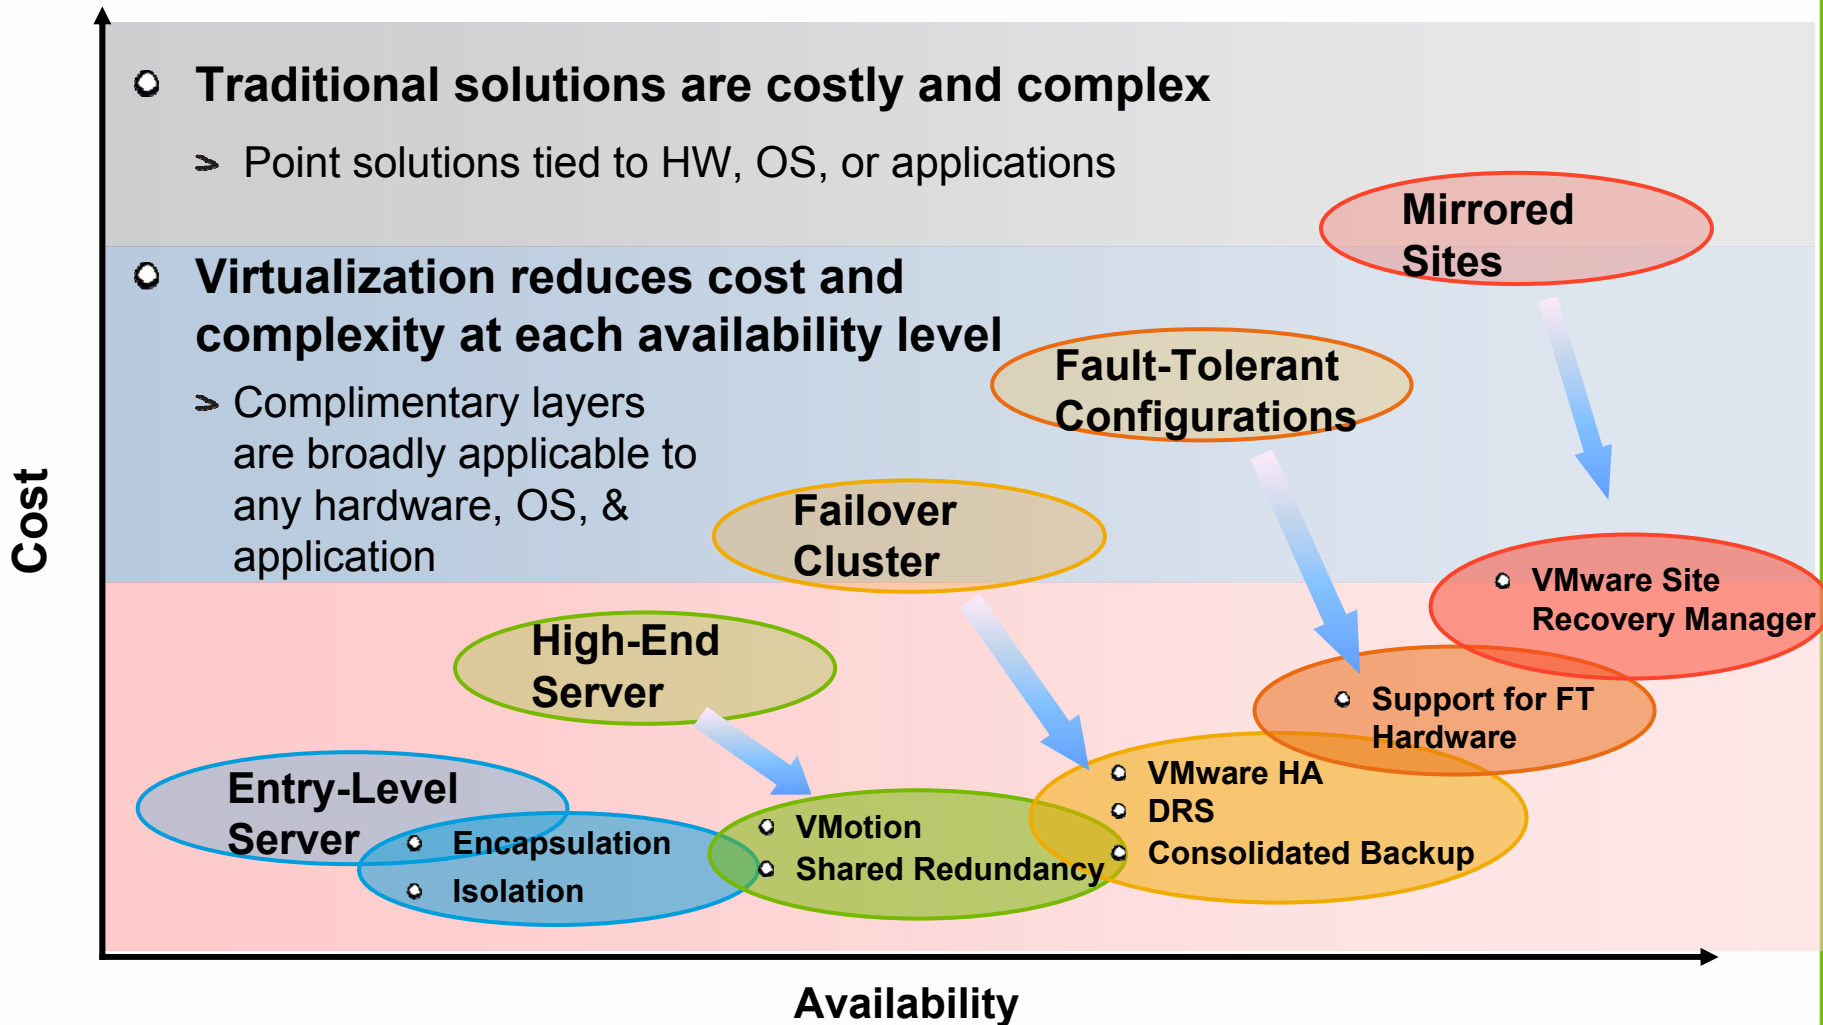 Traditional solutions are costly and complex
> Point solutions tied to HW, OS, or applications
Mirrored
Sites
Virtualization reduces cost and
complexity at each availability level
> Complimentary layers
are broadly applicable to
any hardware, OS, &
application
Fault-Tolerant
Configurations
Failover
Cluster
High-End
Server
Entry-Level
Server
Encapsulation
Isolation
VMotion
Shared Redundancy
VMware HA
DRS
Consolidated Backup
Support for FT
Hardware
VMware Site
Recovery Manager
Cost
Availability